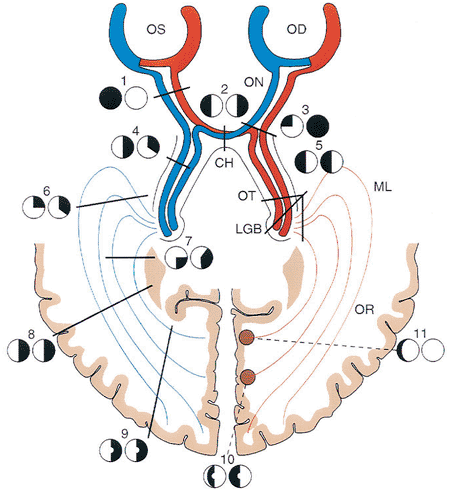 OS OD
1 2 ON
3
4 5
CH
6 OT ML
LGB
7
OR
8 11
9 10